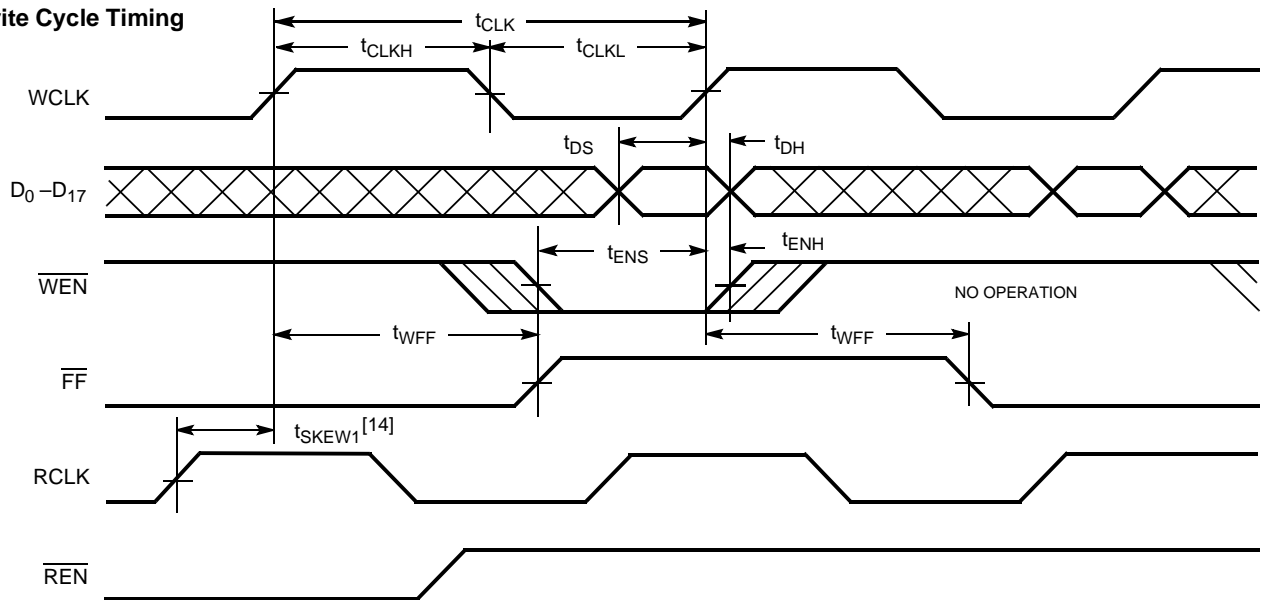 ite Cycle Timing
tCLK
tCLKH
tCLKL
WCLK
tDS
tDH
D0 –D17
tENS
tENH
WEN
NO OPERATION
tWFF
tWFF
FF
tSKEW1[14]
RCLK
REN